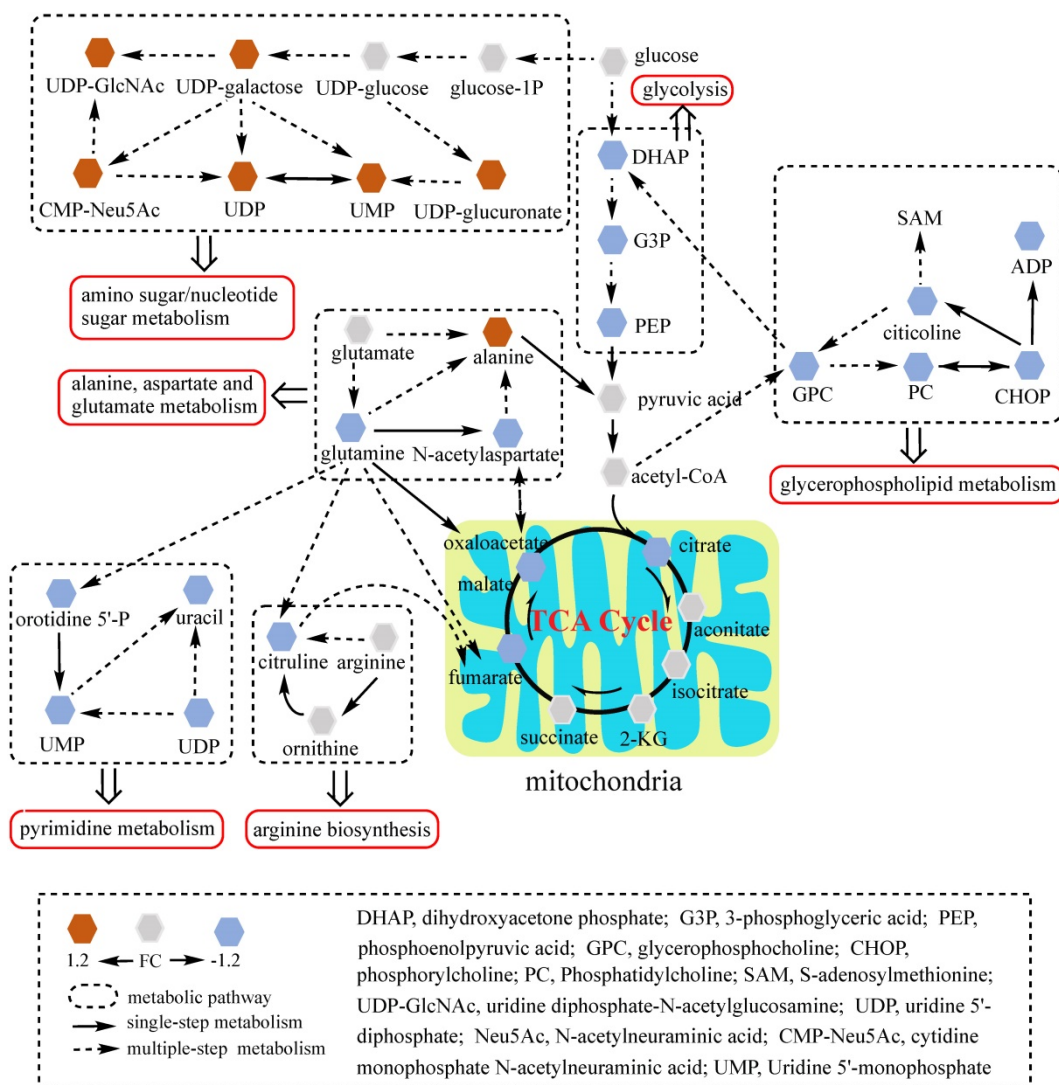 glucose
UDP-GlcNAc
UDP-galactose
UDP-glucose
glucose-1P
glycolysis
CMP-Neu5Ac
UDP
UMP
UDP-glucuronate
DHAP
G3P
PEP
SAM
ADP
citicoline
GPC
PC
CHOP
amino sugar/nucleotide
sugar metabolism
glutamate
alanine
alanine, aspartate and
glutamate metabolism
glutamine
N-acetylaspartate
pyruvic acid
acetyl-CoA
glycerophospholipid metabolism
oxaloacetate
citrate
malate
TCA Cycle
aconitate
fumarate
isocitrate
succinate
2-KG
mitochondria
orotidine 5'-P
uracil
UMP
UDP
citruline
arginine
ornithine
pyrimidine metabolism
arginine biosynthesis
1.2
FC
-1.2
metabolic pathway
single-step metabolism
multiple-step metabolism
DHAP, dihydroxyacetone phosphate; G3P, 3-phosphoglyceric acid; PEP,
phosphoenolpyruvic acid; GPC, glycerophosphocholine; CHOP,
phosphorylcholine; PC, Phosphatidylcholine; SAM, S-adenosylmethionine;
UDP-GlcNAc, uridine diphosphate-N-acetylglucosamine; UDP, uridine 5'-
diphosphate; Neu5Ac, N-acetylneuraminic acid; CMP-Neu5Ac, cytidine
monophosphate N-acetylneuraminic acid; UMP, Uridine 5'-monophosphate